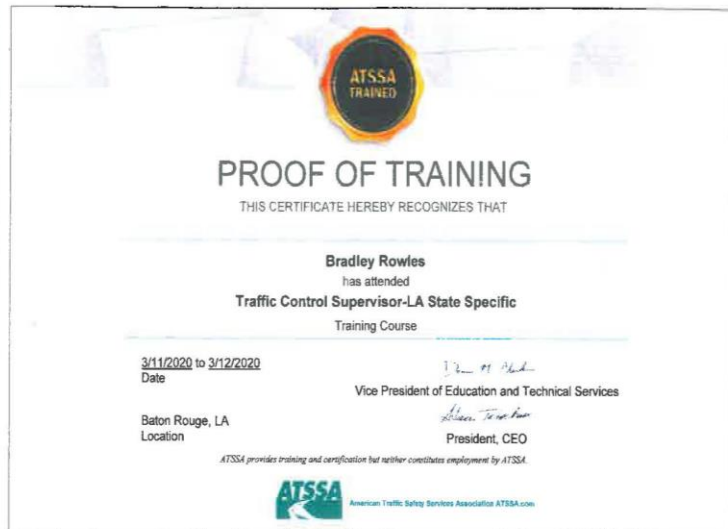 ATSSA
TRAINED
PROOF OF TRAINING
THIS CERTIFICATE HEREBY RECOGNIZES THAT
Bradley Rowles
has attended
Traffic Control Supervisor-LA State Specific
Training Course
3/11/2020 to 3/12/2020
Date
Vice President of Education and Technical Services
Baton Rouge, LA
Location
President, CEO
ATSSA provides training and certification but neither constitutes employment by ATSSA.
ATSSA
American Traffic Safety Services Association ATSSA.com